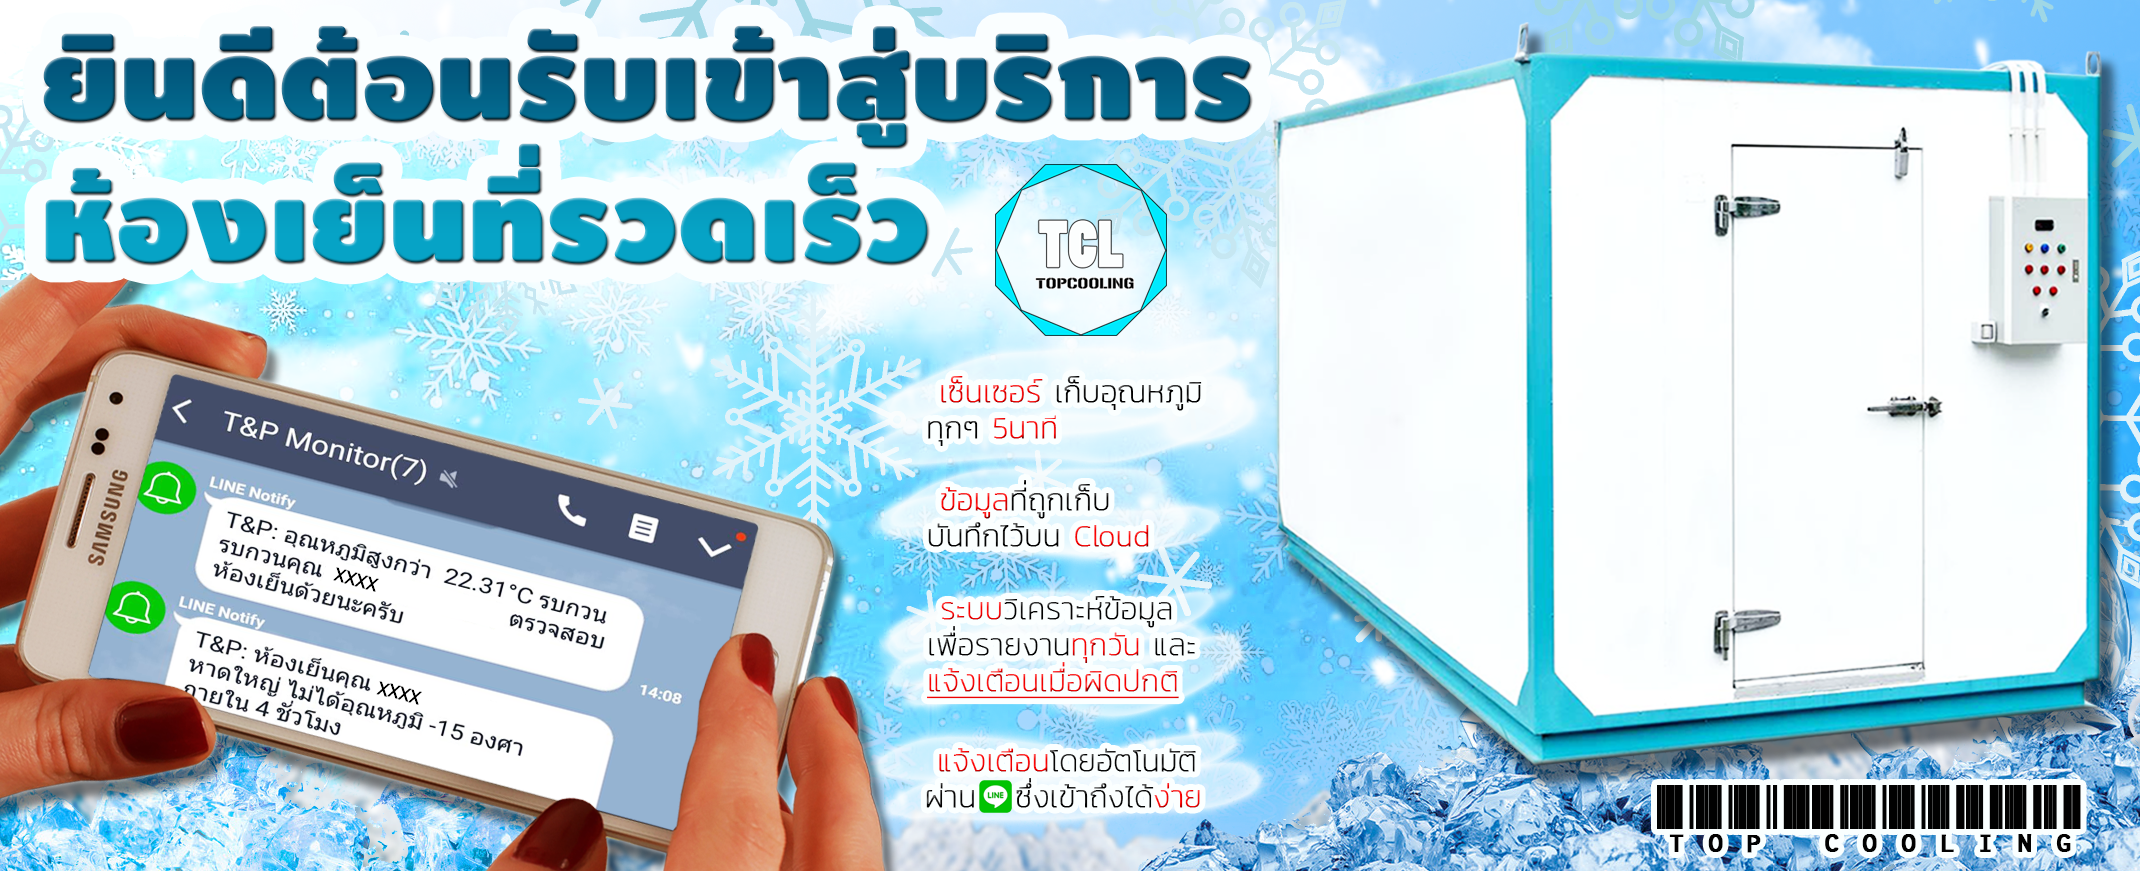 ยินดีต้อนรับเข้าสู่บริการ
ห้องเย็นที่รวดเร็ว
TCL
TOPCOOLING
เซ็นเซอร์ เก็บอุณหภูมิ
ทุกๆ 5นาที
ข้อมูลที่ถูกเก็บ
บันทึกไว้บน Cloud
ระบบวิเคราะห์ข้อมูล
เพื่อรายงานทุกวัน และ
แจ้งเตือนเมื่อผิดปกติ
แจ้งเตือนโดยอัตโนมัติ
ผ่าน LINE ซึ่งเข้าถึงได้ง่าย
SAMSUNG
T&P Monitor(7)
LINE Notify
T&P: อุณหภูมิสูงกว่า 22.31°C รบกวน
รบกวนคุณ xxxx ตรวจสอบ
ห้องเย็นด้วยนะครับ
14:08
LINE Notify
T&P: ห้องเย็นคุณ xxxx
หาดใหญ่ ไม่ได้อุณหภูมิ -15 องศา
ภายใน 4 ชั่วโมง
TOP COOLING